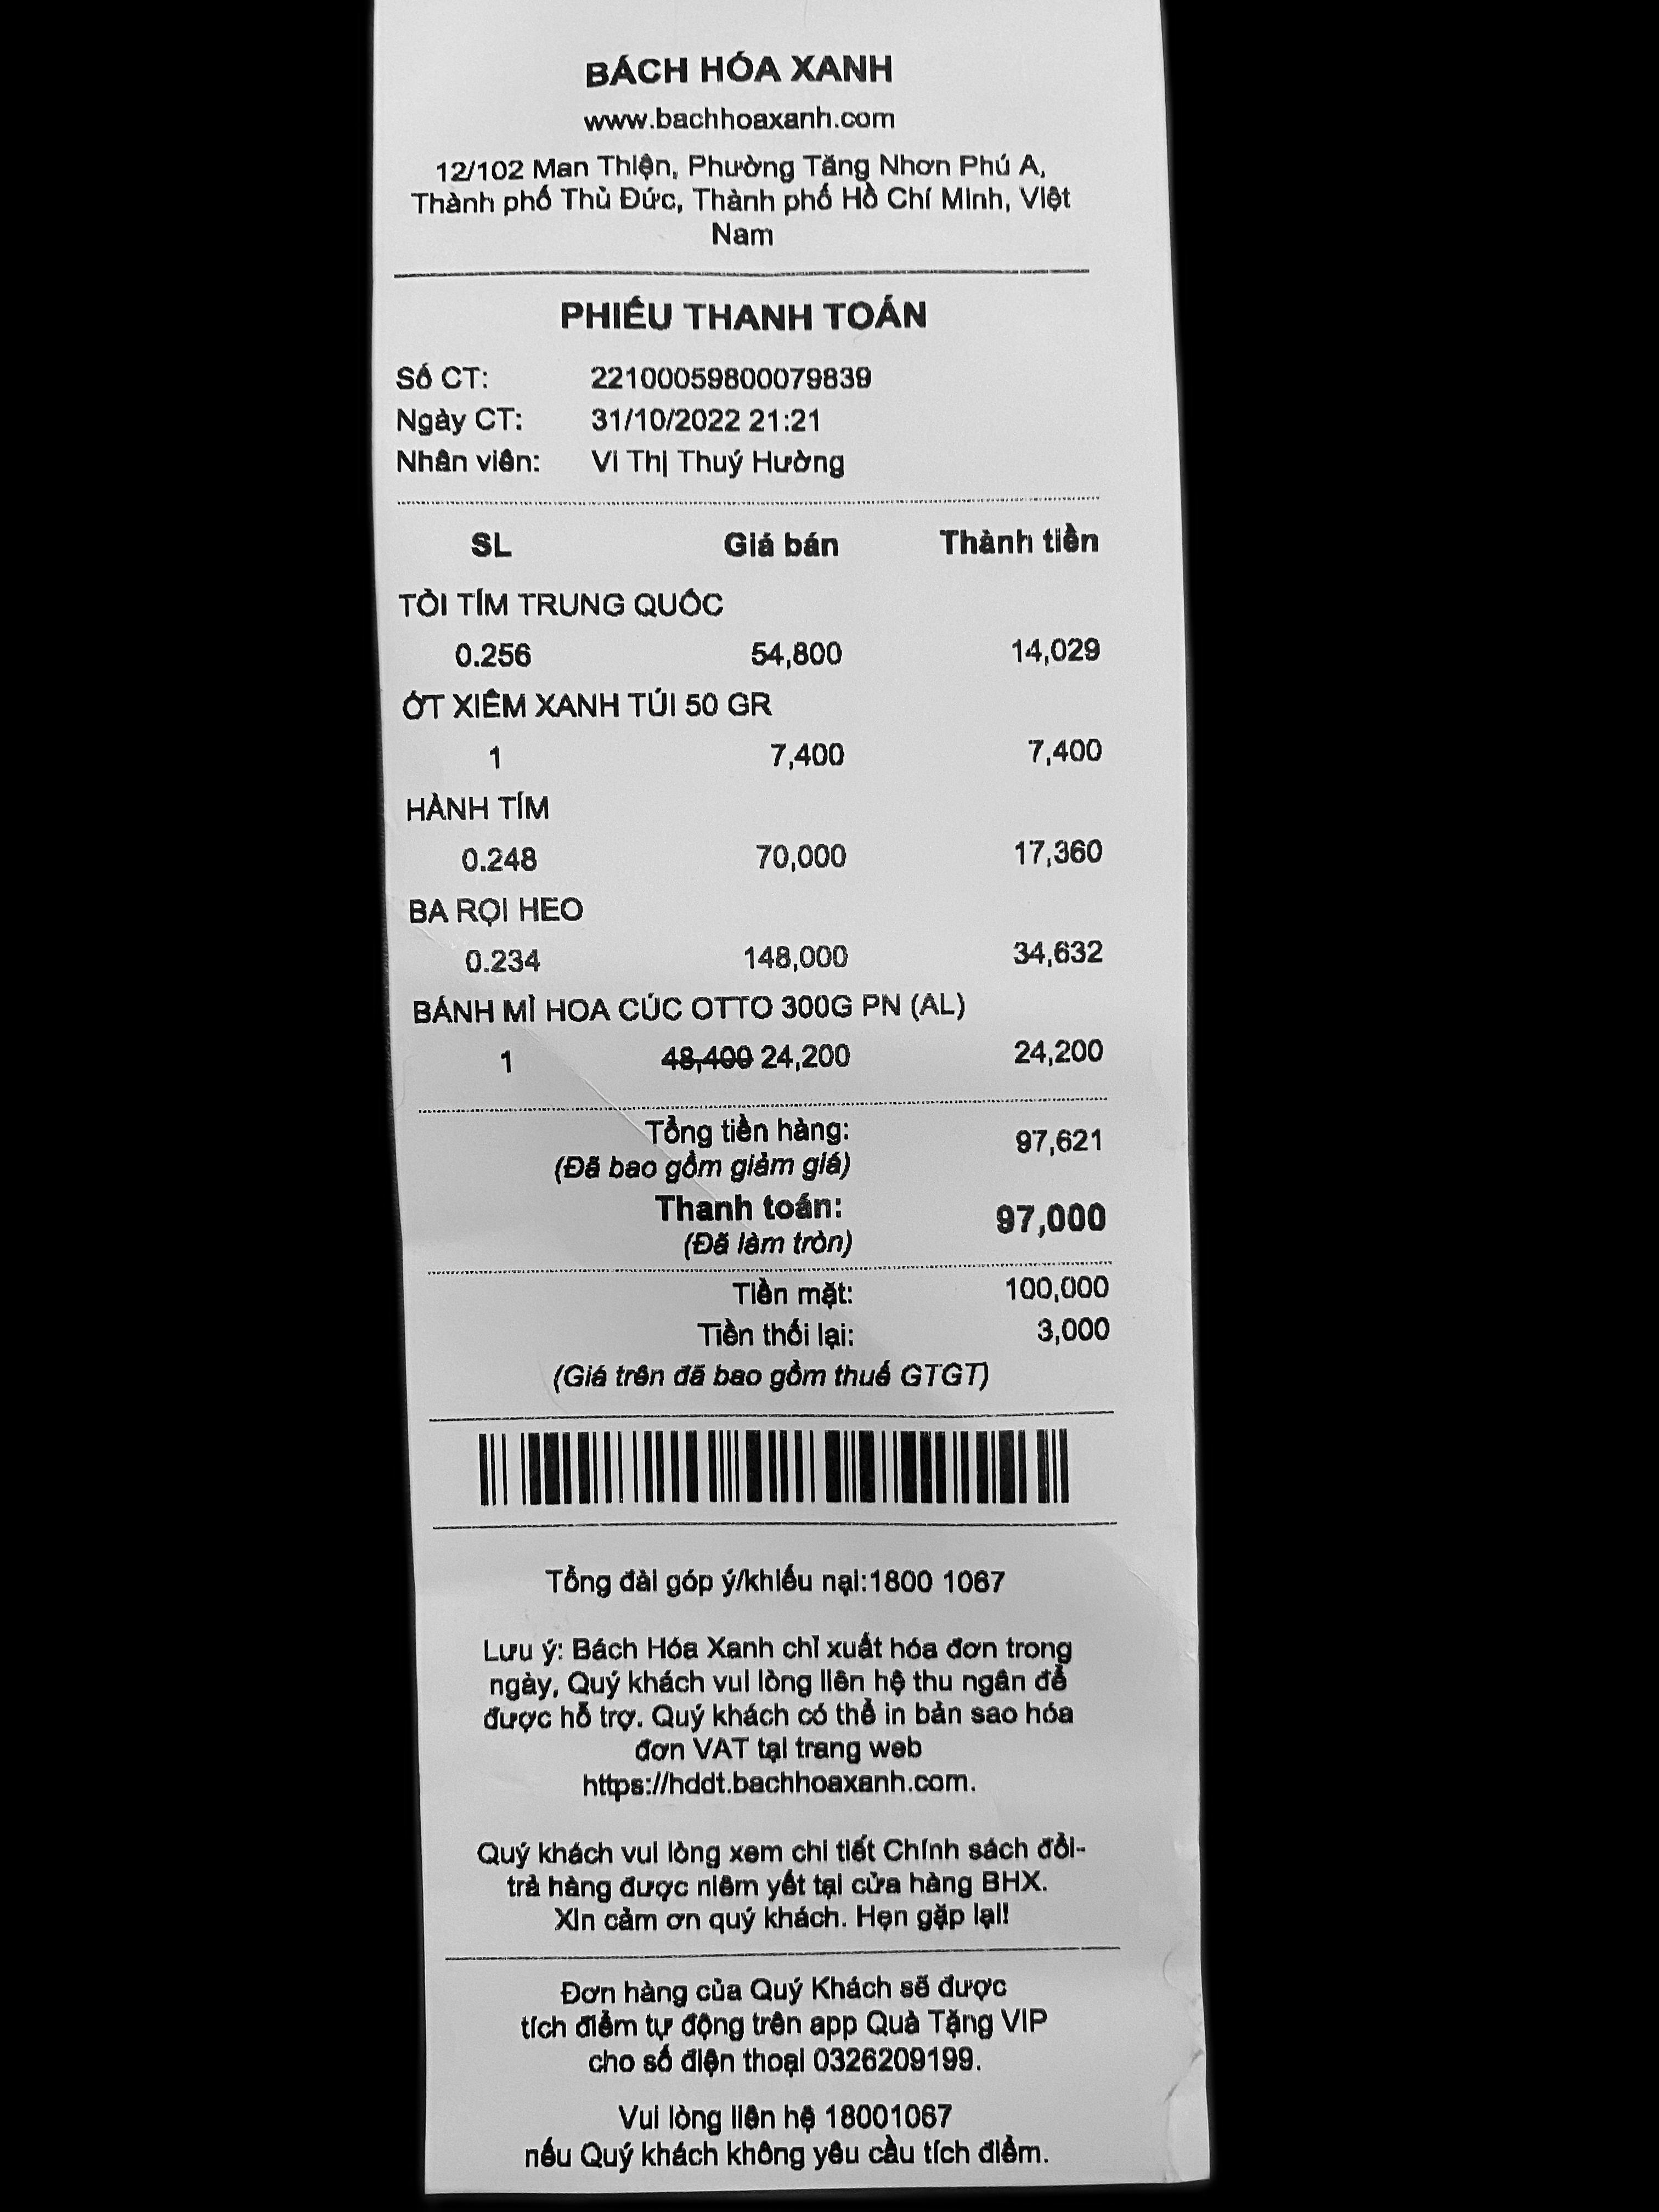 BÁCH HÓA XANH
www.bachhoaxanh.com
12/102 Man Thiện, Phường Tăng Nhơn Phú A,
Thành phố Thủ Đức, Thành phố Hồ Chí Minh, Việt
Nam
PHIẾU THANH TOÁN
Số CT: 22100059800079839
Ngày CT: 31/10/2022 21:21
Nhân viên: Vi Thị Thuý Hường
SL Giá bán Thành tiền
TỎI TÍM TRUNG QUỐC
0.256 54,800 14,029
ỚT XIÊM XANH TÚI 50 GR
1 7,400 7,400
HÀNH TÍM
0.248 70,000 17,360
BA RỌI HEO
0.234 148,000 34,632
BÁNH MÌ HOA CÚC OTTO 300G PN (AL)
1 48,400 24,200 24,200
Tổng tiền hàng: 97,621
(Đã bao gồm giảm giá)
Thanh toán: 97,000
(Đã làm tròn)
Tiền mặt: 100,000
Tiền thối lại: 3,000
(Giá trên đã bao gồm thuế GTGT)
Tổng đài góp ý/khiếu nại:1800 1067
Lưu ý: Bách Hóa Xanh chỉ xuất hóa đơn trong
ngày, Quý khách vui lòng liên hệ thu ngân để
được hỗ trợ. Quý khách có thể in bản sao hóa
đơn VAT tại trang web
https://hddt.bachhoaxanh.com.
Quý khách vui lòng xem chi tiết Chính sách đổi-
trả hàng được niêm yết tại cửa hàng BHX.
Xin cảm ơn quý khách. Hẹn gặp lại!
Đơn hàng của Quý Khách sẽ được
tích điểm tự động trên app Quà Tặng VIP
cho số điện thoại 0326209199.
Vui lòng liên hệ 18001067
nếu Quý khách không yêu cầu tích điểm.